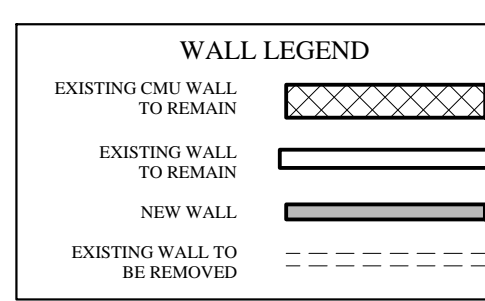 WALL LEGEND
EXISTING CMU WALL
TO REMAIN
EXISTING WALL
TO REMAIN
NEW WALL
EXISTING WALL TO
BE REMOVED